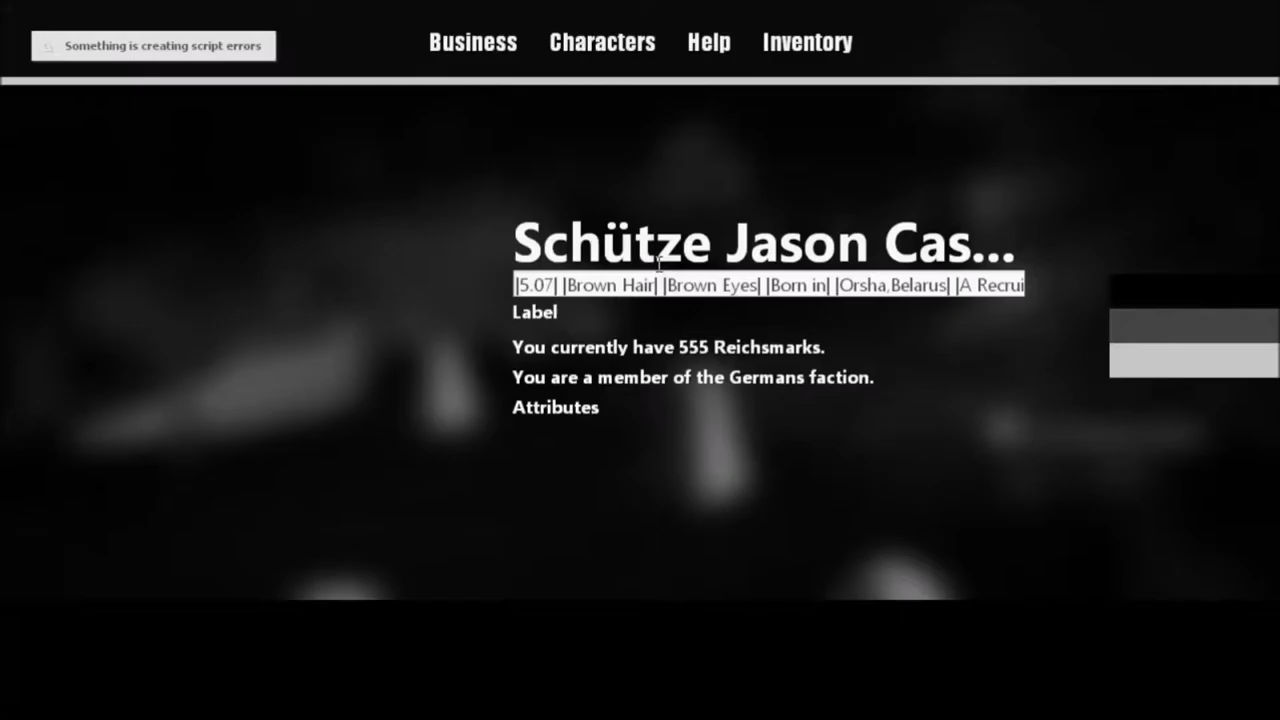 Something is creating script errors
Business Characters Help Inventory
Schütze Jason Cas...
|5.07| |Brown Hair| |Brown Eyes| |Born in| |Orsha,Belarus| |A Recrui
Label
You currently have 555 Reichsmarks.
You are a member of the Germans faction.
Attributes